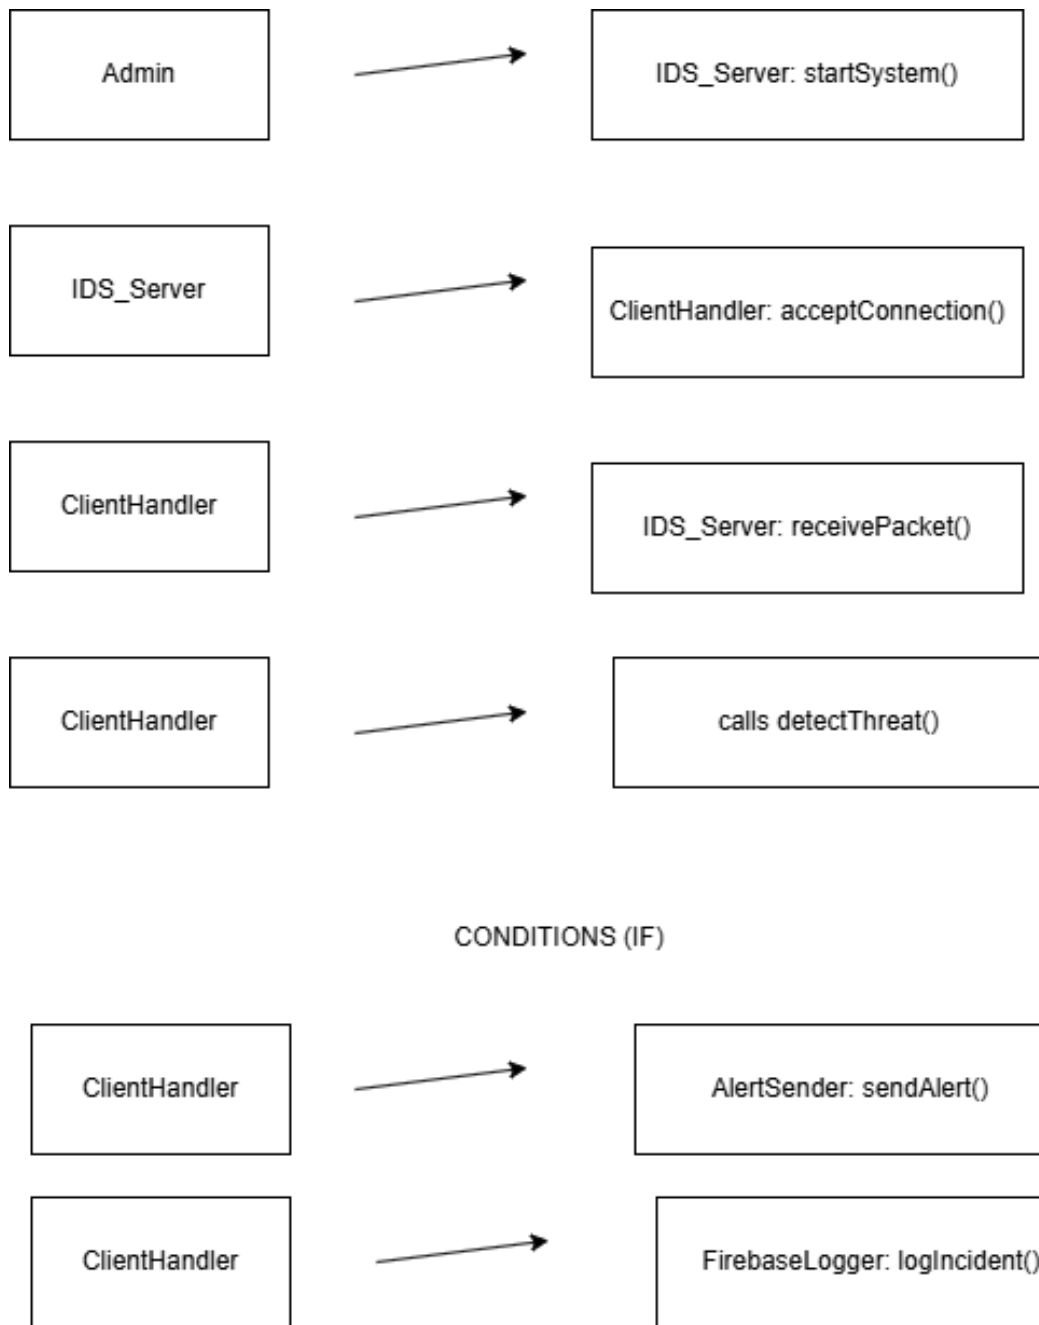 Admin
IDS_Server: startSystem()
IDS_Server
ClientHandler: acceptConnection()
ClientHandler
IDS_Server: receivePacket()
ClientHandler
calls detectThreat()
CONDITIONS (IF)
ClientHandler
AlertSender: sendAlert()
ClientHandler
FirebaseLogger: logIncident()